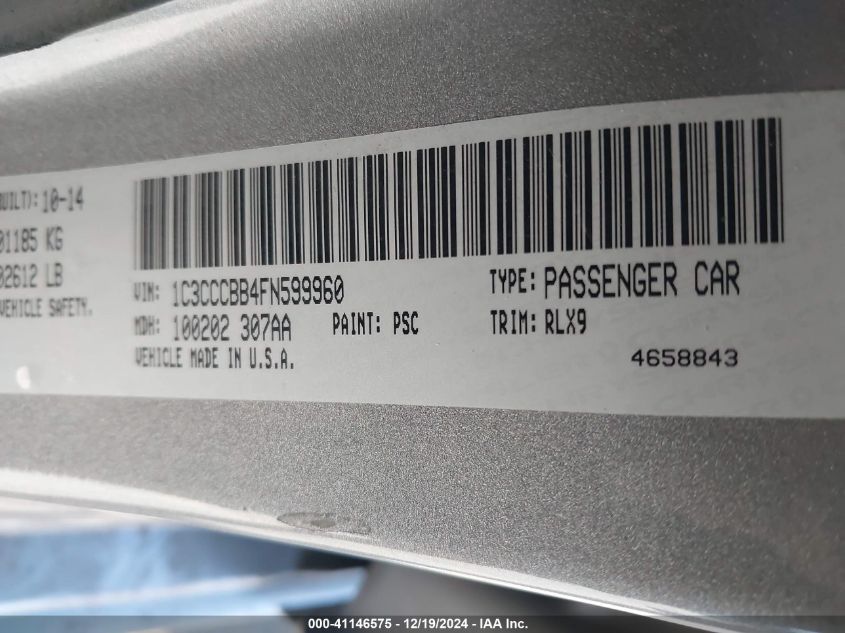 BUILT): 10-14
01185 KG
02612 LB
VEHICLE SAFETY.
VIN: 1C3CCCBB4FN599960 TYPE: PASSENGER CAR
MDH: 100202 307AA PAINT: PSC TRIM: RLX9
VEHICLE MADE IN U.S.A. 4658843
000-41146575 - 12/19/2024 - IAA Inc.